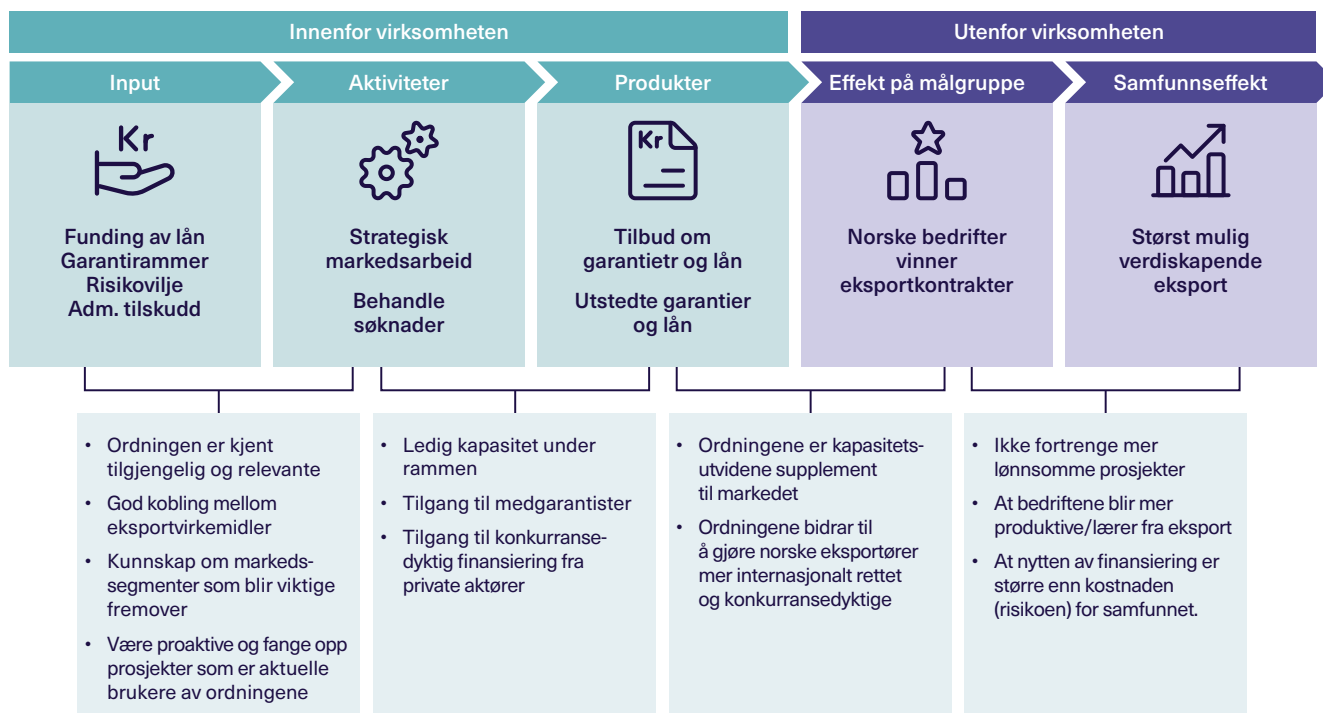 Innenfor virksomheten
Utenfor virksomheten
Input
Aktiviteter
Produkter
Effekt på målgruppe
Samfunnseffekt
Kr
Funding av lån
Garantirammer
Risikovilje
Adm. tilskudd
Strategisk
markedsarbeid
Behandle
søknader
Kr
Tilbud om
garantietr og lån
Utstedte garantier
og lån
Norske bedrifter
vinner
eksportkontrakter
Størst mulig
verdiskapende
eksport
• Ordningen er kjent
tilgjengelig og relevante
• God kobling mellom
eksportvirkemidler
• Kunnskap om markeds-
segmenter som blir viktige
fremover
• Være proaktive og fange opp
prosjekter som er aktuelle
brukere av ordningene
• Ledig kapasitet under
rammen
• Tilgang til medgarantister
• Tilgang til konkurranse-
dyktig finansiering fra
private aktører
• Ordningene er kapasitets-
utvidene supplement
til markedet
• Ordningene bidrar til
å gjøre norske eksportører
mer internasjonalt rettet
og konkurransedyktige
• Ikke fortrenge mer
lønnsomme prosjekter
• At bedriftene blir mer
produktive/lærer fra eksport
• At nytten av finansiering er
større enn kostnaden
(risikoen) for samfunnet.